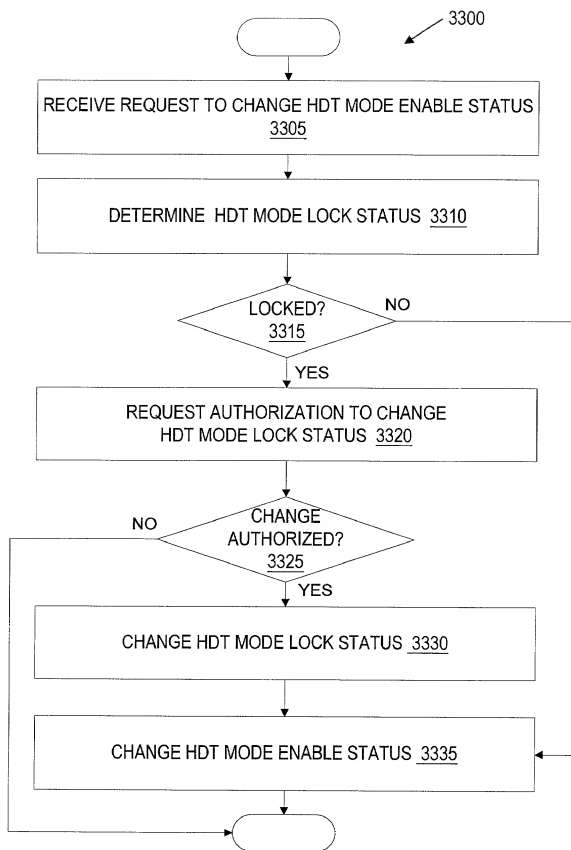 3300
RECEIVE REQUEST TO CHANGE HDT MODE ENABLE STATUS
3305
DETERMINE HDT MODE LOCK STATUS 3310
LOCKED?
3315
NO
YES
REQUEST AUTHORIZATION TO CHANGE
HDT MODE LOCK STATUS 3320
NO
CHANGE
AUTHORIZED?
3325
YES
CHANGE HDT MODE LOCK STATUS 3330
CHANGE HDT MODE ENABLE STATUS 3335